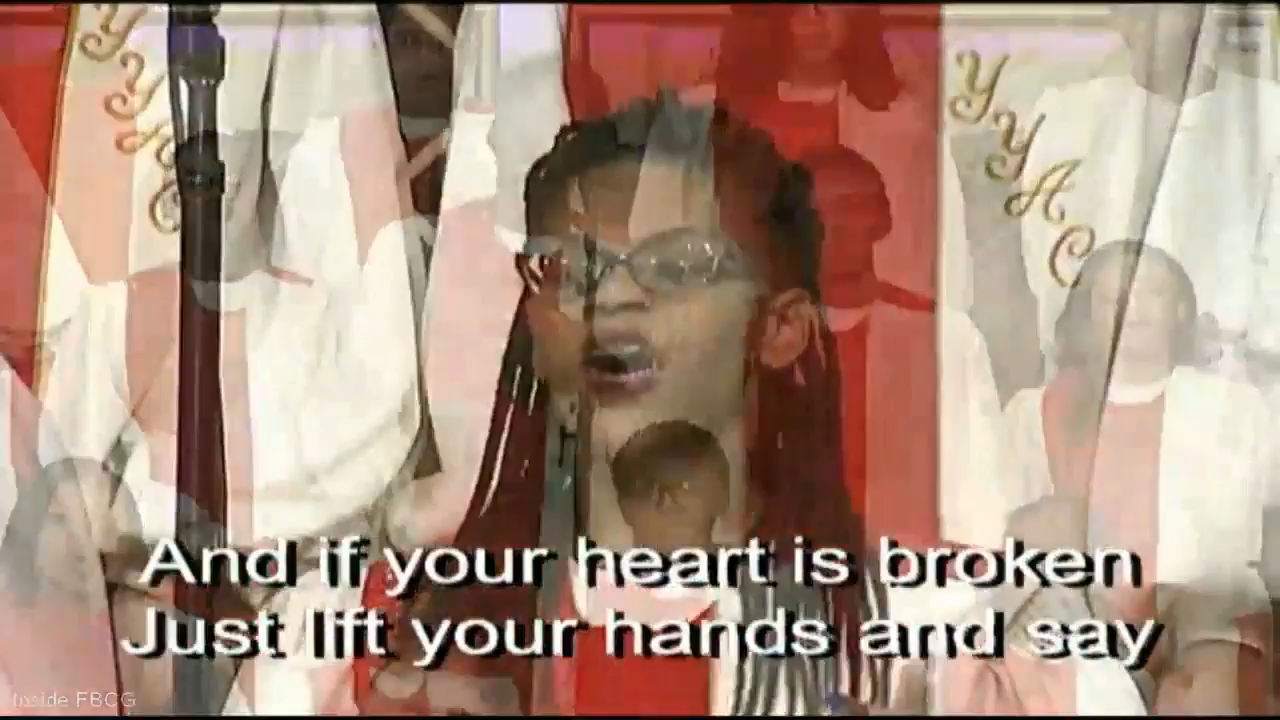 YYAC
YYAC
And if your heart is broken
Just lift your hands and say
Inside FBCG